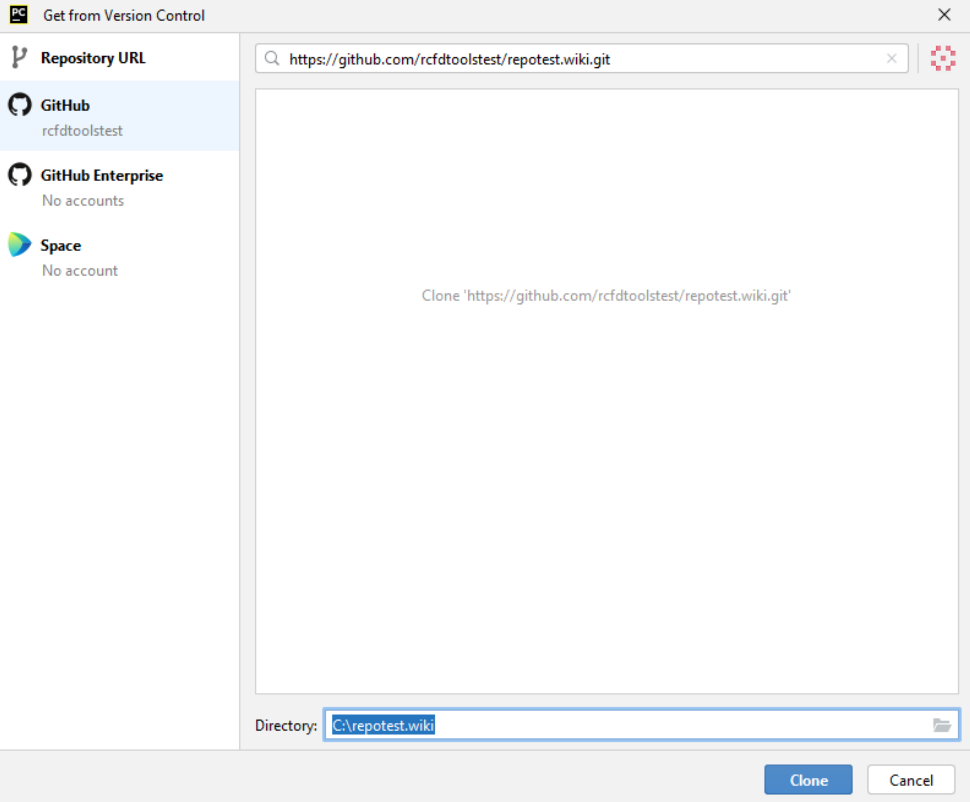 PC Get from Version Control
Repository URL
https://github.com/rcfdtoolstest/repotest.wiki.git
GitHub
rcfdtoolstest
GitHub Enterprise
No accounts
Space
No account
Clone 'https://github.com/rcfdtoolstest/repotest.wiki.git'
Directory: C:\repotest.wiki
Clone Cancel